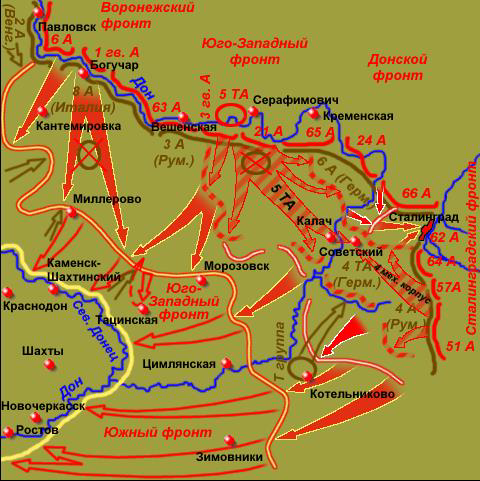 Воронежский
фронт
Павловск
2 А
(Венг.)
6 А
1 гв. А
Богучар
Дон
Юго-Западный
фронт
Донской
фронт
8 А
(Италия)
Кантемировка
63 А
Вешенская
3 гв. А
5 ТА
Серафимович
Кременская
21 А
65 А
24 А
3 А
(Рум.)
6 А (Герм.)
66 А
5 ТА
Миллерово
Калач
Сталинград
62 А
Советский
Сталинградский фронт
Каменск-
Шахтинский
Морозовск
4 ТА
(Герм.)
4 мех. корпус
64 А
57А
Краснодон
Сев. Донец
Юго-
Западный
фронт
Тацинская
4 А
(Рум.)
51 А
Шахты
Т группа
Цимлянская
Дон
Котельниково
Новочеркасск
Ростов
Южный фронт
Зимовники